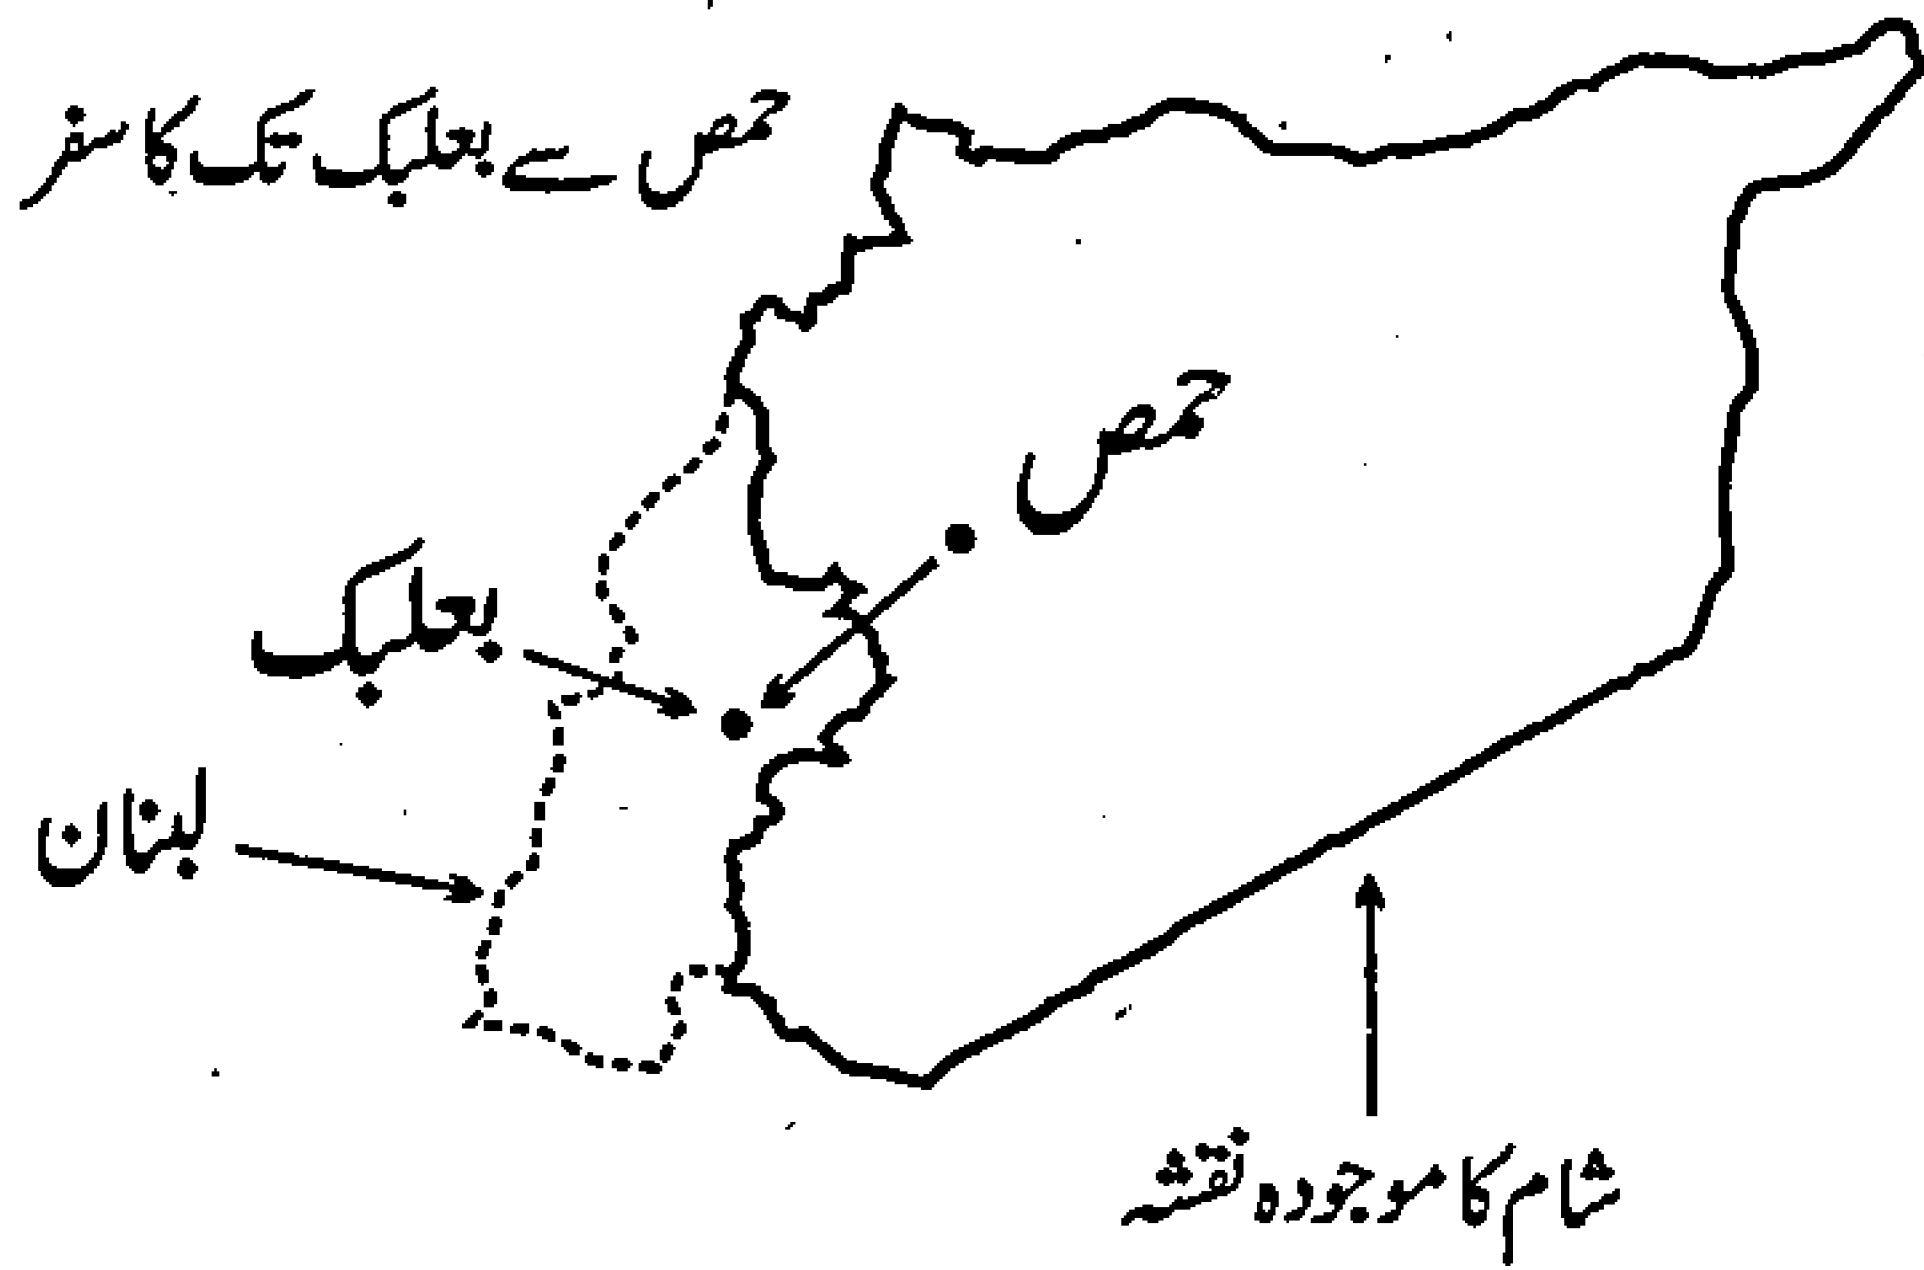 حمص سے بعلبک تک کا سفر
حمص
بعلبک
لبنان
شام کا موجودہ نقشہ